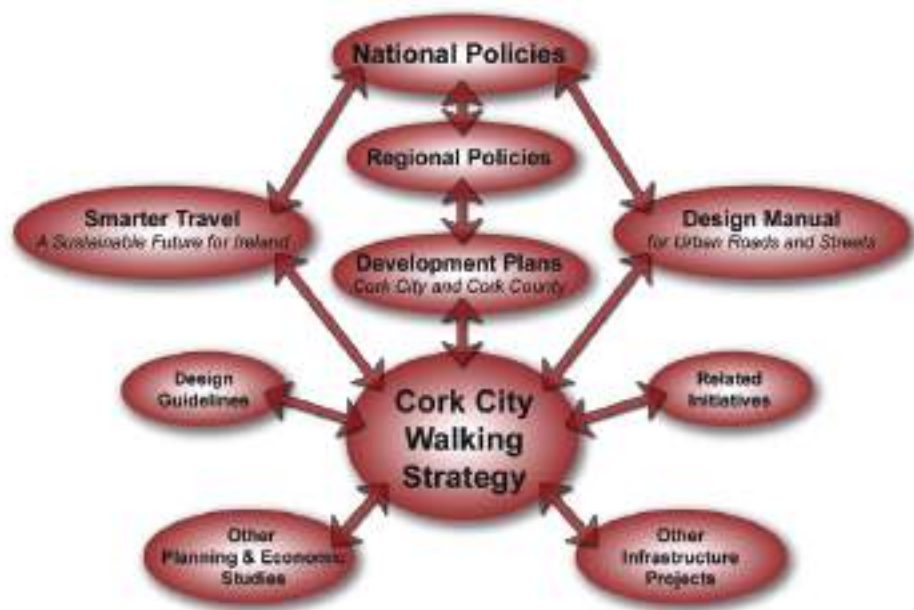 National Policies
Regional Policies
Smarter Travel
A Sustainable Future for Ireland
Design Manual
for Urban Roads and Streets
Development Plans
Cork City and Cork County
Design
Guidelines
Related
Initiatives
Cork City
Walking
Strategy
Other
Planning & Economic
Studies
Other
Infrastructure
Projects